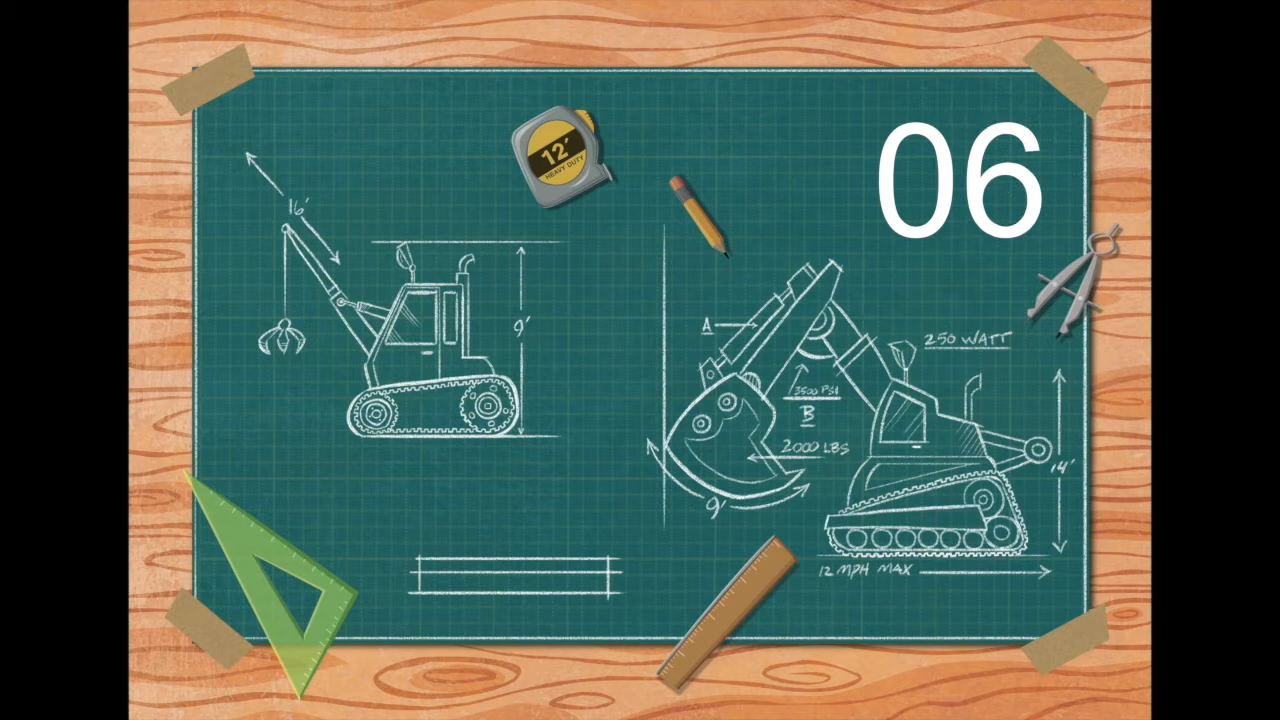 06
12'
HEAVY DUTY
16'
9'
A
250 WATT
3500 PSI
B
2000 LBS
14'
9'
12 MPH MAX